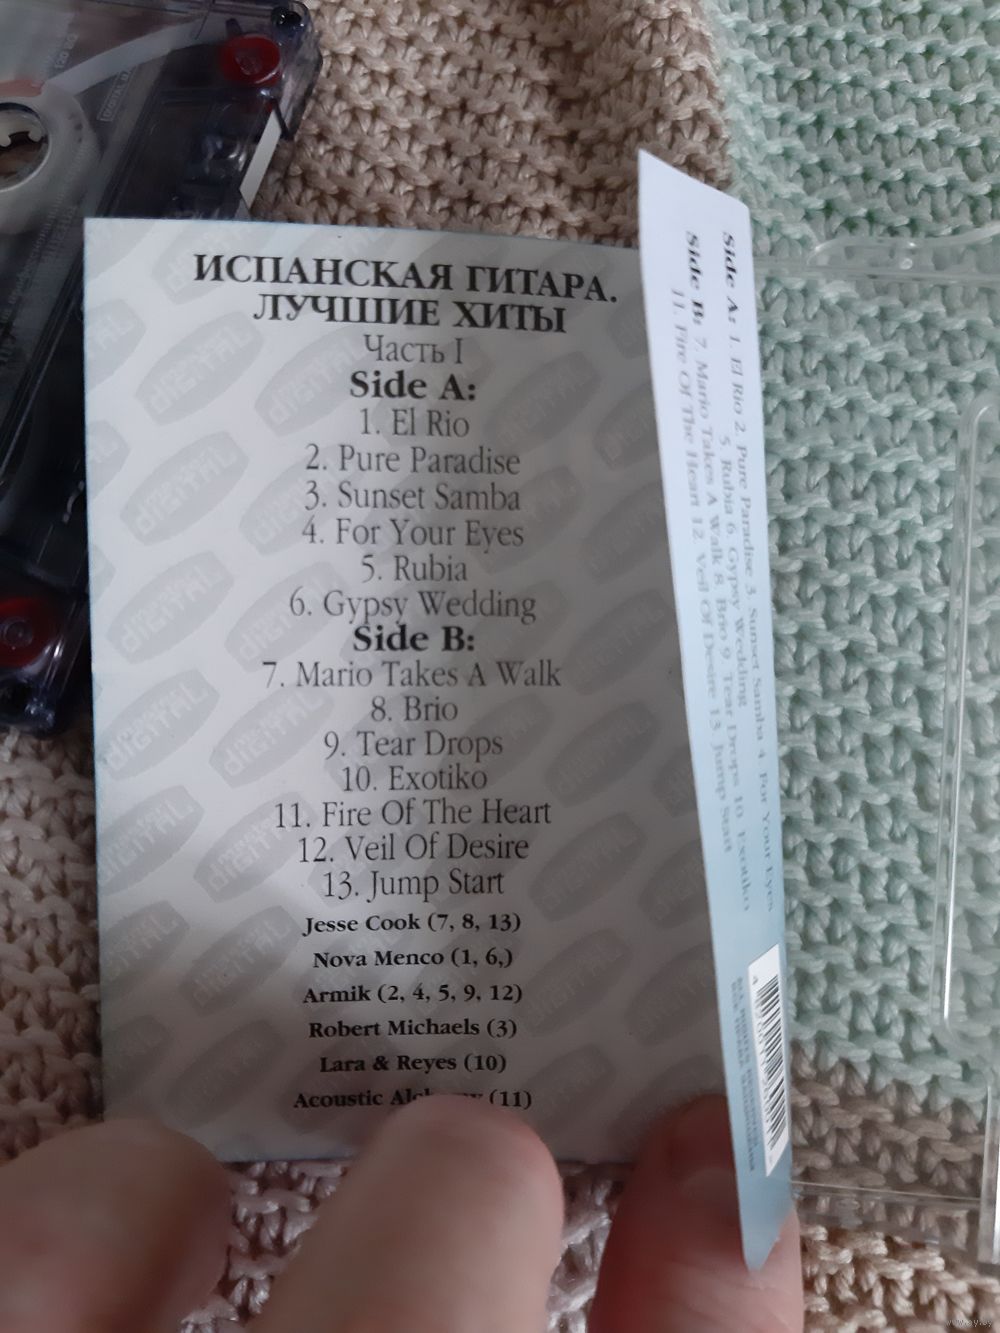 ИСПАНСКАЯ ГИТАРА.
ЛУЧШИЕ ХИТЫ
Часть I
Side A:
1. El Rio
2. Pure Paradise
3. Sunset Samba
4. For Your Eyes
5. Rubia
6. Gypsy Wedding
Side B:
7. Mario Takes A Walk
8. Brio
9. Tear Drops
10. Exotiko
11. Fire Of The Heart
12. Veil Of Desire
13. Jump Start
Jesse Cook (7, 8, 13)
Nova Menco (1, 6,)
Armik (2, 4, 5, 9, 12)
Robert Michaels (3)
Lara & Reyes (10)
Acoustic (11)
Side A: 1. El Rio 2. Pure Paradise 3. Sunset Samba 4. For Your Eyes
5. Rubia 6. Gypsy Wedding
Side B: 7. Mario Takes A Walk 8 Brio 9. Tear Drops 10. Exotiko
11. Fire Of The Heart 12. Veil Of Desire 13. Jump Start